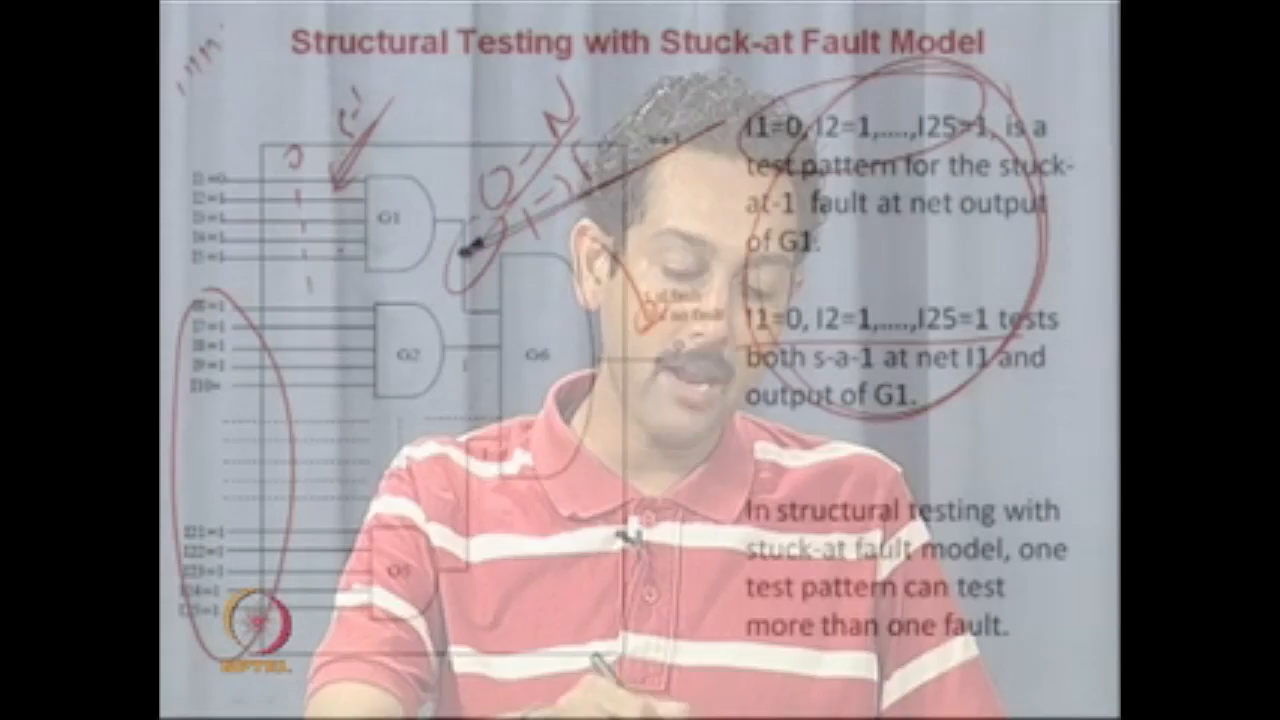 Structural Testing with Stuck-at Fault Model
I1=0, I2=1,....,I25=1, is a
test pattern for the stuck-
at-1 fault at net output
of G1.
I1=0, I2=1,....,I25=1 tests
both s-a-1 at net I1 and
output of G1.
In structural testing with
stuck-at fault model, one
test pattern can test
more than one fault.
I1=0
I2=1
I3=1
I4=1
I5=1
G1
I6=1
I7=1
I8=1
I9=1
I10=
G2
G6
I21=1
I22=1
I23=1
I24=1
I25=1
G5
NPTEL